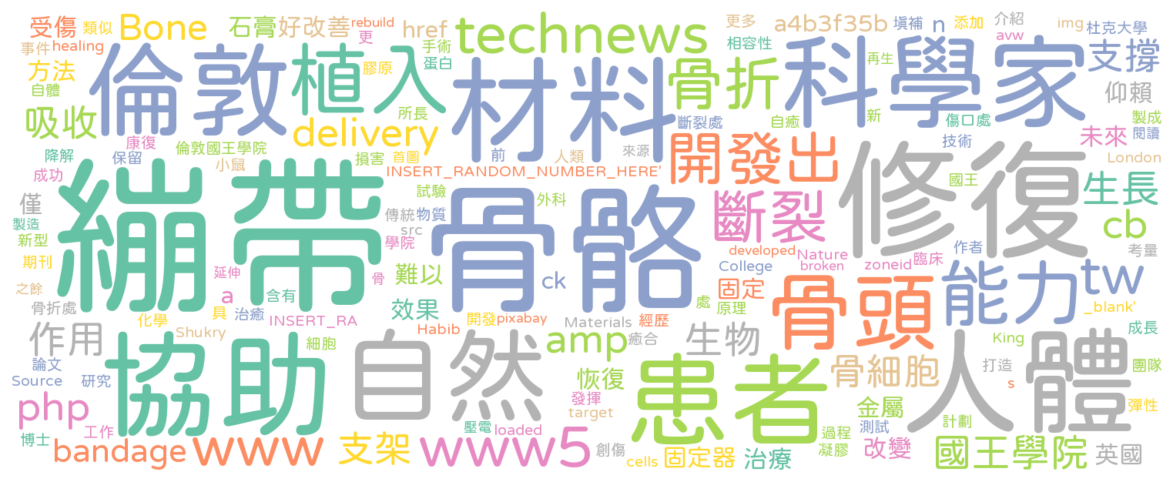 受傷 類似 Bone 石膏 好改善 rebuild 更 href 手術 technews 更多 a4b3f35b 填補 n 添加 介紹 img 杜克大學
事件 healing 倫敦 植入 蛋白 材料 骨折 相容性 科學家 再生 avw 支撐
方法 自體 膠原 仰賴
吸收 delivery 所長 斷裂處 自癒 新 傷口處 製成
康復 倫敦國王學院 開發出 技術 未來 閱讀
降解 保留 小鼠 損害 首圖 前 人類 來源 修復 London
成功 INSERT_RANDOM_NUMBER_HERE' 國王
僅 繃帶 試驗 外科 骨骼 斷裂 生長
製造 傳統 物質 cb
新型 src 作者 考量
學院 developed Nature
期刊 延伸 骨 難以 ck College broken zoneid 臨床 能力 tw
之餘 a 含有 固定 骨頭
骨折處 具 治癒 效果 處 原理 _blank'
化學 INSERT_RA 開發 pixabay 經歷 成長
作用 Shukry 細胞 Habib Materials 癒合 生物 King
協助 自然 amp 人體
論文 患者 骨細胞 打造 團隊
Source 研究 恢復 s
php 發揮 target 金屬 彈性
工作 壓電 loaded 過程 測試 計劃
博士 bandage www 支架 www5 創傷 cells 固定器 治療 凝膠 改變 國王學院 英國